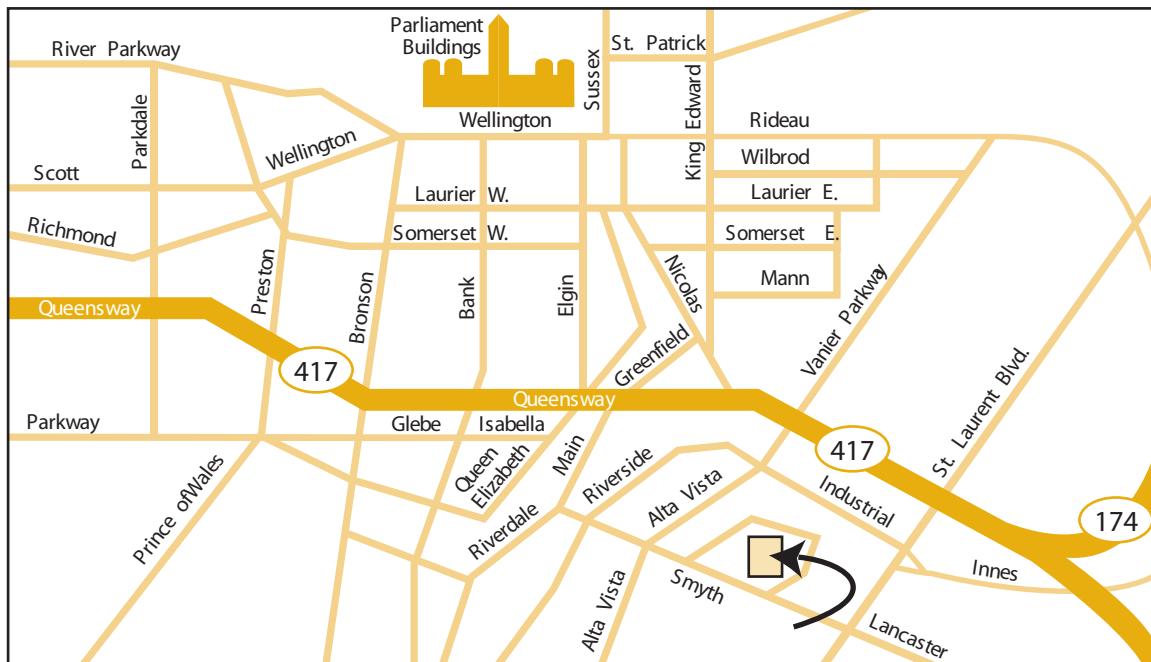 Parliament
Buildings
River Parkway
St. Patrick
Sussex
Parkdale
King Edward
Wellington
Rideau
Wellington
Wilbrod
Scott
Laurier W.
Laurier E.
Richmond
Somerset W.
Somerset E.
Preston
Bronson
Bank
Elgin
Nicolas
Mann
Vanier Parkway
Queensway
417
Greenfield
Queensway
St. Laurent Blvd.
Parkway
Glebe
Isabella
417
Queen
Elizabeth
Main
Riverside
Alta Vista
Industrial
174
Prince ofWales
Riverdale
Innes
Alta Vista
Smyth
Lancaster